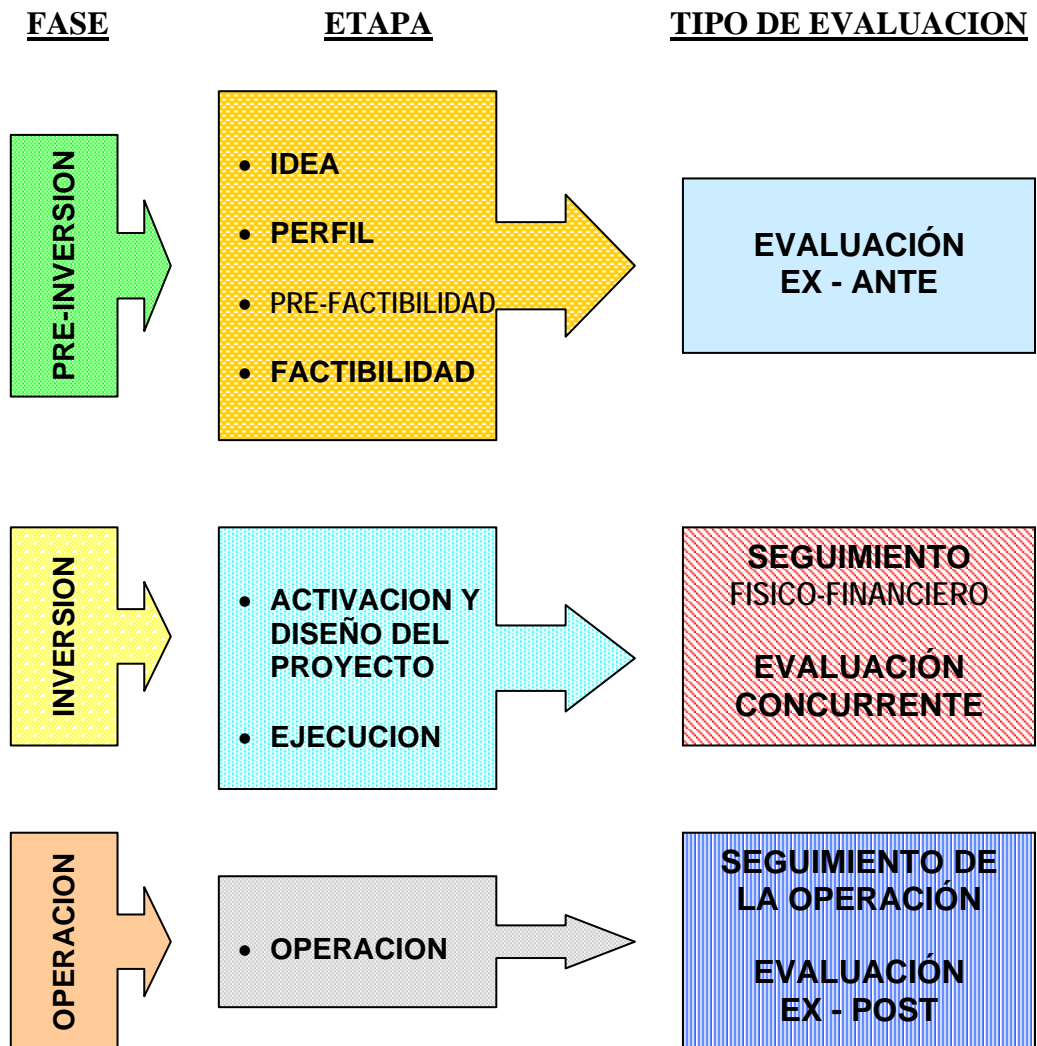 FASE
ETAPA
TIPO DE EVALUACION
PRE-INVERSION
• IDEA
• PERFIL
• PRE-FACTIBILIDAD
• FACTIBILIDAD
EVALUACIÓN
EX - ANTE
INVERSION
• ACTIVACION Y
DISEÑO DEL
PROYECTO
• EJECUCION
SEGUIMIENTO
FISICO-FINANCIERO
EVALUACIÓN
CONCURRENTE
OPERACION
• OPERACION
SEGUIMIENTO DE
LA OPERACIÓN
EVALUACIÓN
EX - POST